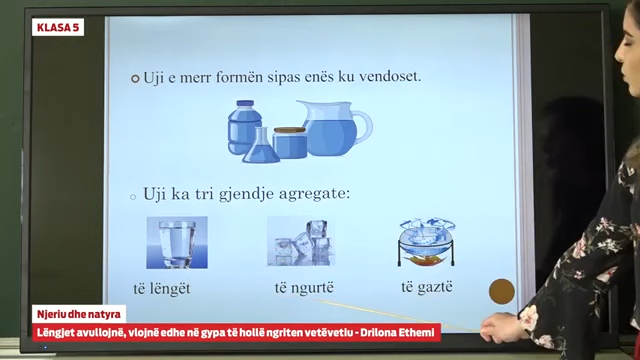 KLASA 5
Uji e merr formën sipas enës ku vendoset.
Uji ka tri gjendje agregate:
të lëngët
të ngurtë
të gaztë
Njeriu dhe natyra
Lëngjet avullojnë, vlojnë edhe në gypa të hollë ngriten vetëvetiu - Drilona Ethemi